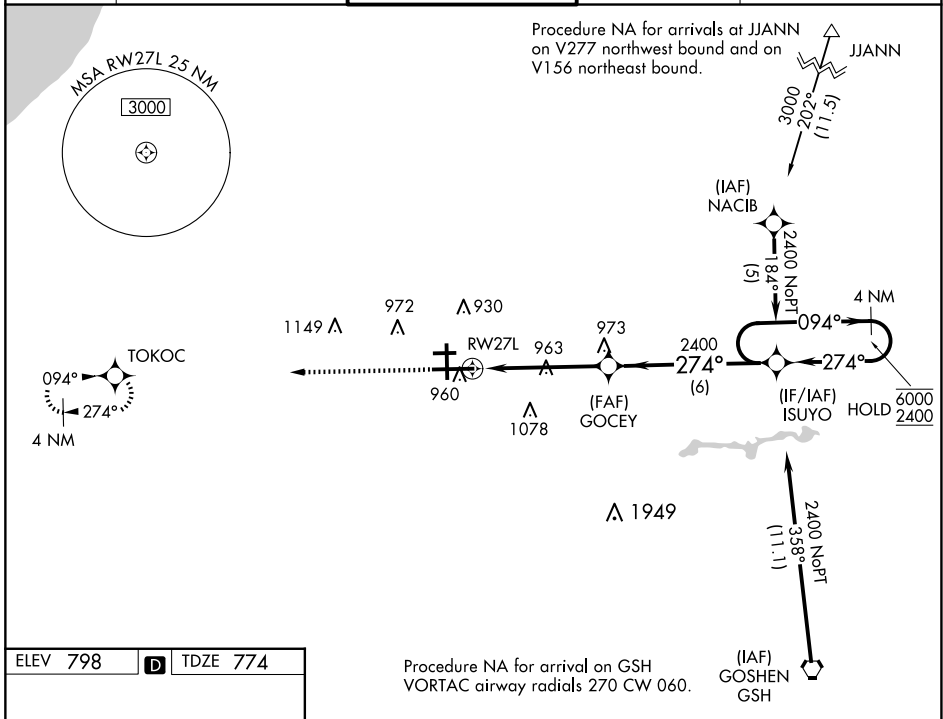 Procedure NA for arrivals at JJANN
on V277 northwest bound and on
V156 northeast bound.
JJANN
MSA RW27L 25 NM
3000
3000
202°
(11.5)
(IAF)
NACIB
2400 NoPT
184°
(5)
4 NM
094°
972
930
1149
RW27L
963
973
2400
274°
(6)
274°
TOKOC
094°
274°
4 NM
960
1078
(FAF)
GOCEY
(IF/IAF)
ISUYO
HOLD
6000
2400
1949
2400 NoPT
358°
(11.1)
ELEV 798
D
TDZE 774
Procedure NA for arrival on GSH
VORTAC airway radials 270 CW 060.
(IAF)
GOSHEN
GSH